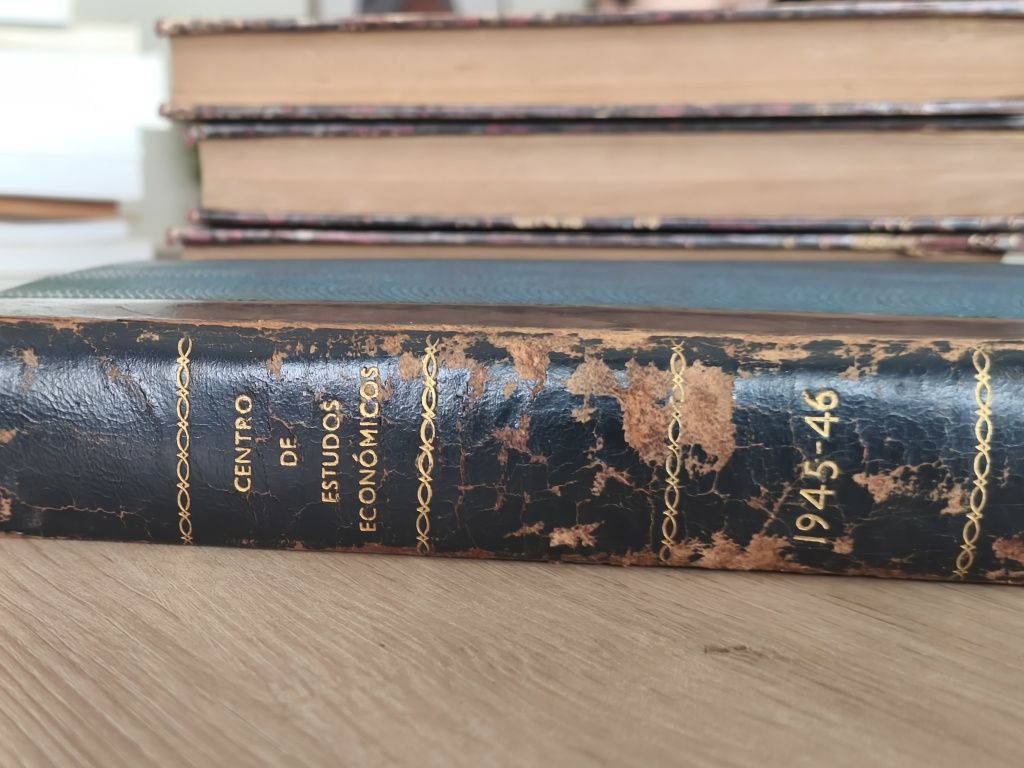 CENTRO
DE
ESTUDOS
ECONÓMICOS
1945-46